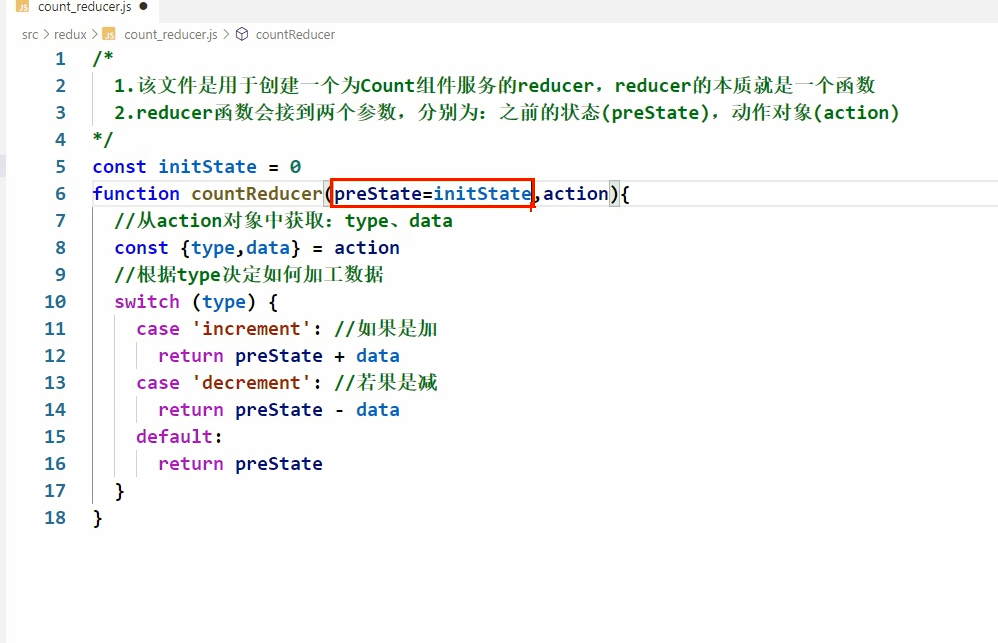 JS count_reducer.js ●
src > redux > JS count_reducer.js > countReducer
1 /*
2 1.该文件是用于创建一个为Count组件服务的reducer，reducer的本质就是一个函数
3 2.reducer函数会接到两个参数，分别为：之前的状态(preState)，动作对象(action)
4 */
5 const initState = 0
6 function countReducer(preState=initState,action){
7 //从action对象中获取：type、data
8 const {type,data} = action
9 //根据type决定如何加工数据
10 switch (type) {
11 case 'increment': //如果是加
12 return preState + data
13 case 'decrement': //若果是减
14 return preState - data
15 default:
16 return preState
17 }
18 }